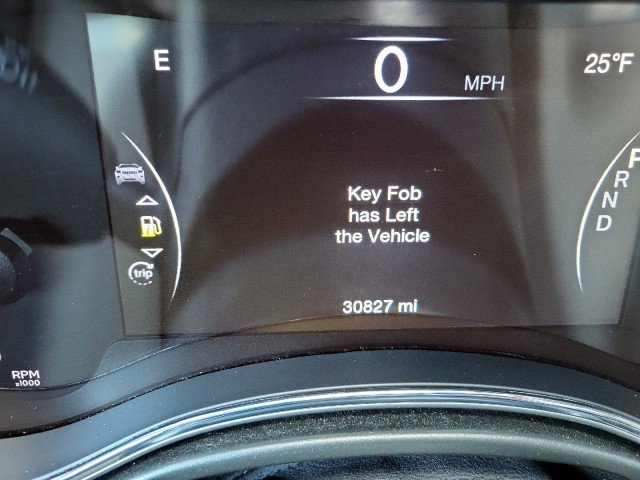 E
0
MPH
25°F
P
R
N
D
Key Fob
has Left
the Vehicle
trip
30827 mi
RPM
x1000